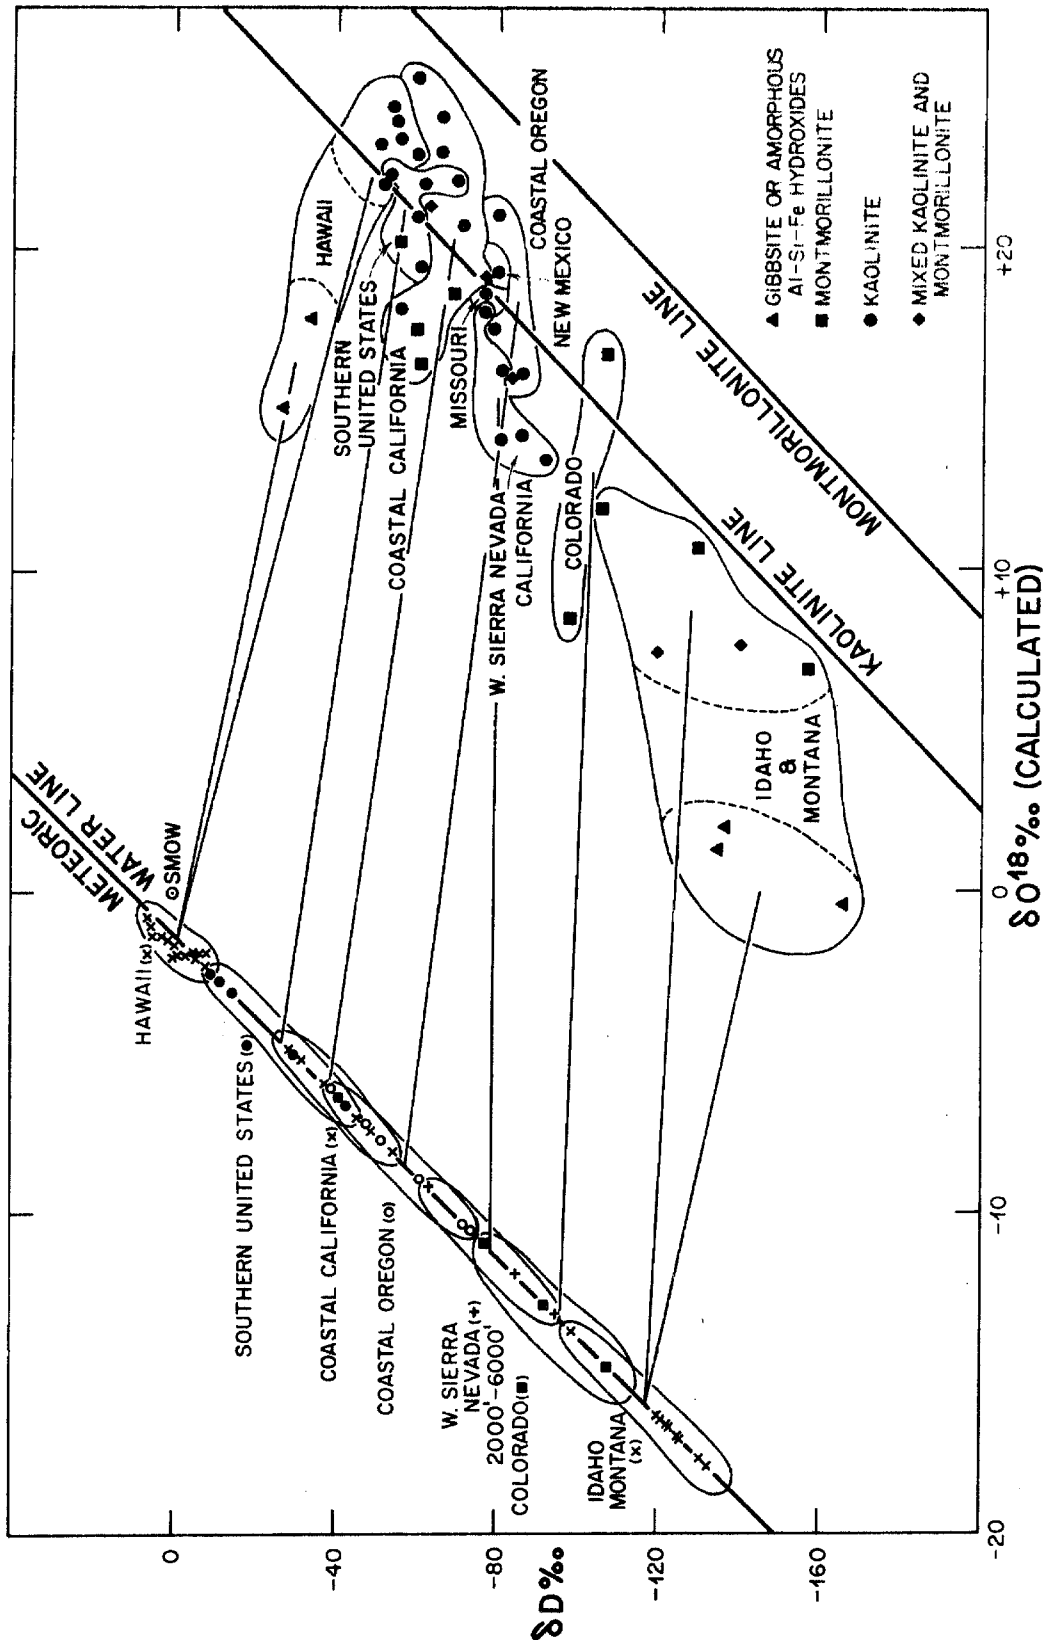 METEORIC
WATER LINE
HAWAII(x)
⊙SMOW
SOUTHERN UNITED STATES(●)
COASTAL CALIFORNIA(x)
COASTAL OREGON(o)
W. SIERRA
NEVADA(+)
2000'-6000'
COLORADO(■)
IDAHO
MONTANA
(x)
HAWAII
SOUTHERN
UNITED STATES
COASTAL CALIFORNIA
MISSOURI
W. SIERRA NEVADA-
CALIFORNIA
COASTAL OREGON
NEW MEXICO
COLORADO
IDAHO
&
MONTANA
KAOLINITE LINE
MONTMORILLONITE LINE
▲ GIBBSITE OR AMORPHOUS
Al-Si-Fe HYDROXIDES
■ MONTMORILLONITE
● KAOLINITE
◆ MIXED KAOLINITE AND
MONTMORILLONITE
0
-40
-80
-120
-160
δD‰
-20
-10
0
+10
+20
δO18‰ (CALCULATED)